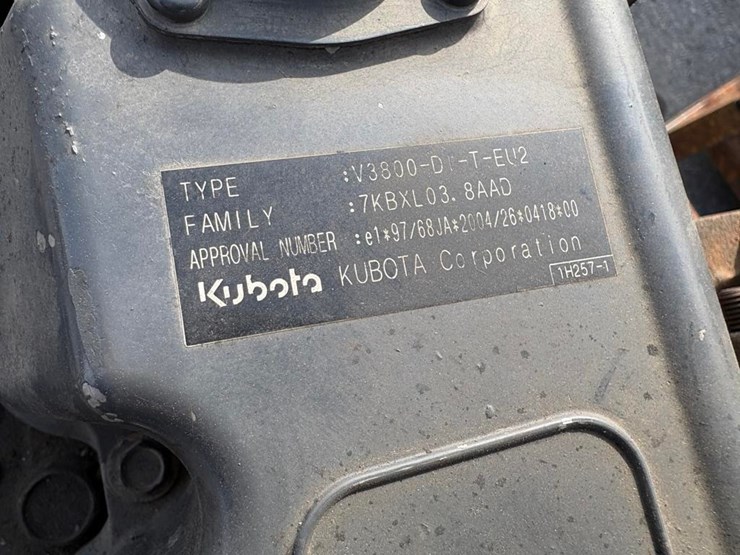 TYPE :V3800-DI-T-EU2
FAMILY :7KBXL03.8AAD
APPROVAL NUMBER :e1*97/68JA*2004/26*0418*00
Kubota KUBOTA Corporation
1H257-1